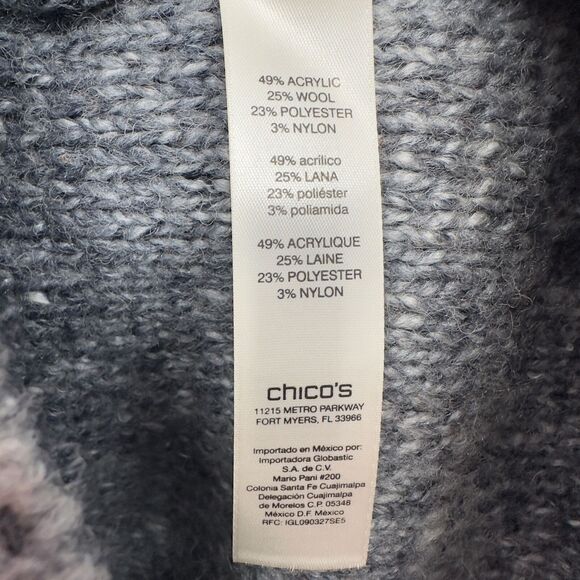 49% ACRYLIC
25% WOOL
23% POLYESTER
3% NYLON
49% acrilico
25% LANA
23% poliéster
3% poliamida
49% ACRYLIQUE
25% LAINE
23% POLYESTER
3% NYLON
chico's
11215 METRO PARKWAY
FORT MYERS, FL 33966
Importado en México por:
Importadora Globastic
S.A. de C.V.
Mario Pani #200
Colonia Santa Fe Cuajimalpa
Delegación Cuajimalpa
de Morelos C.P. 05348
México D.F. México
RFC: IGL090327SE5